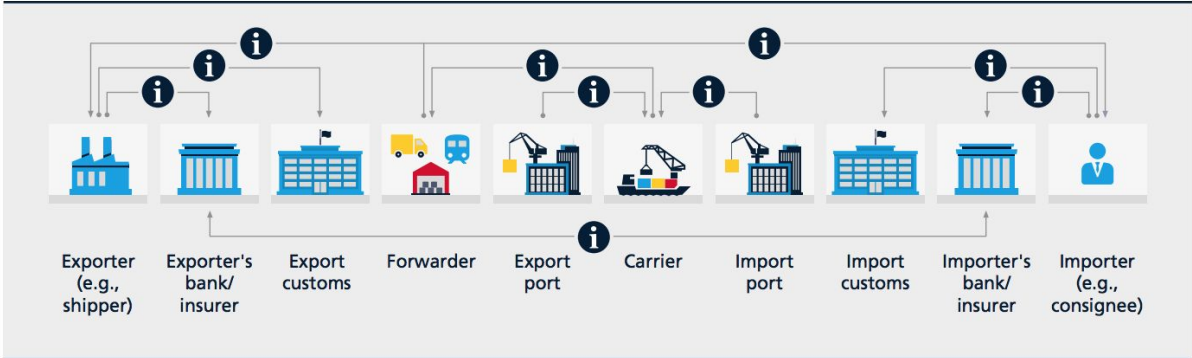 i
i
i
i
i
i
i
i
i
i
Exporter
(e.g.,
shipper)
Exporter's
bank/
insurer
Export
customs
Forwarder
Export
port
Carrier
Import
port
Import
customs
Importer's
bank/
insurer
Importer
(e.g.,
consignee)